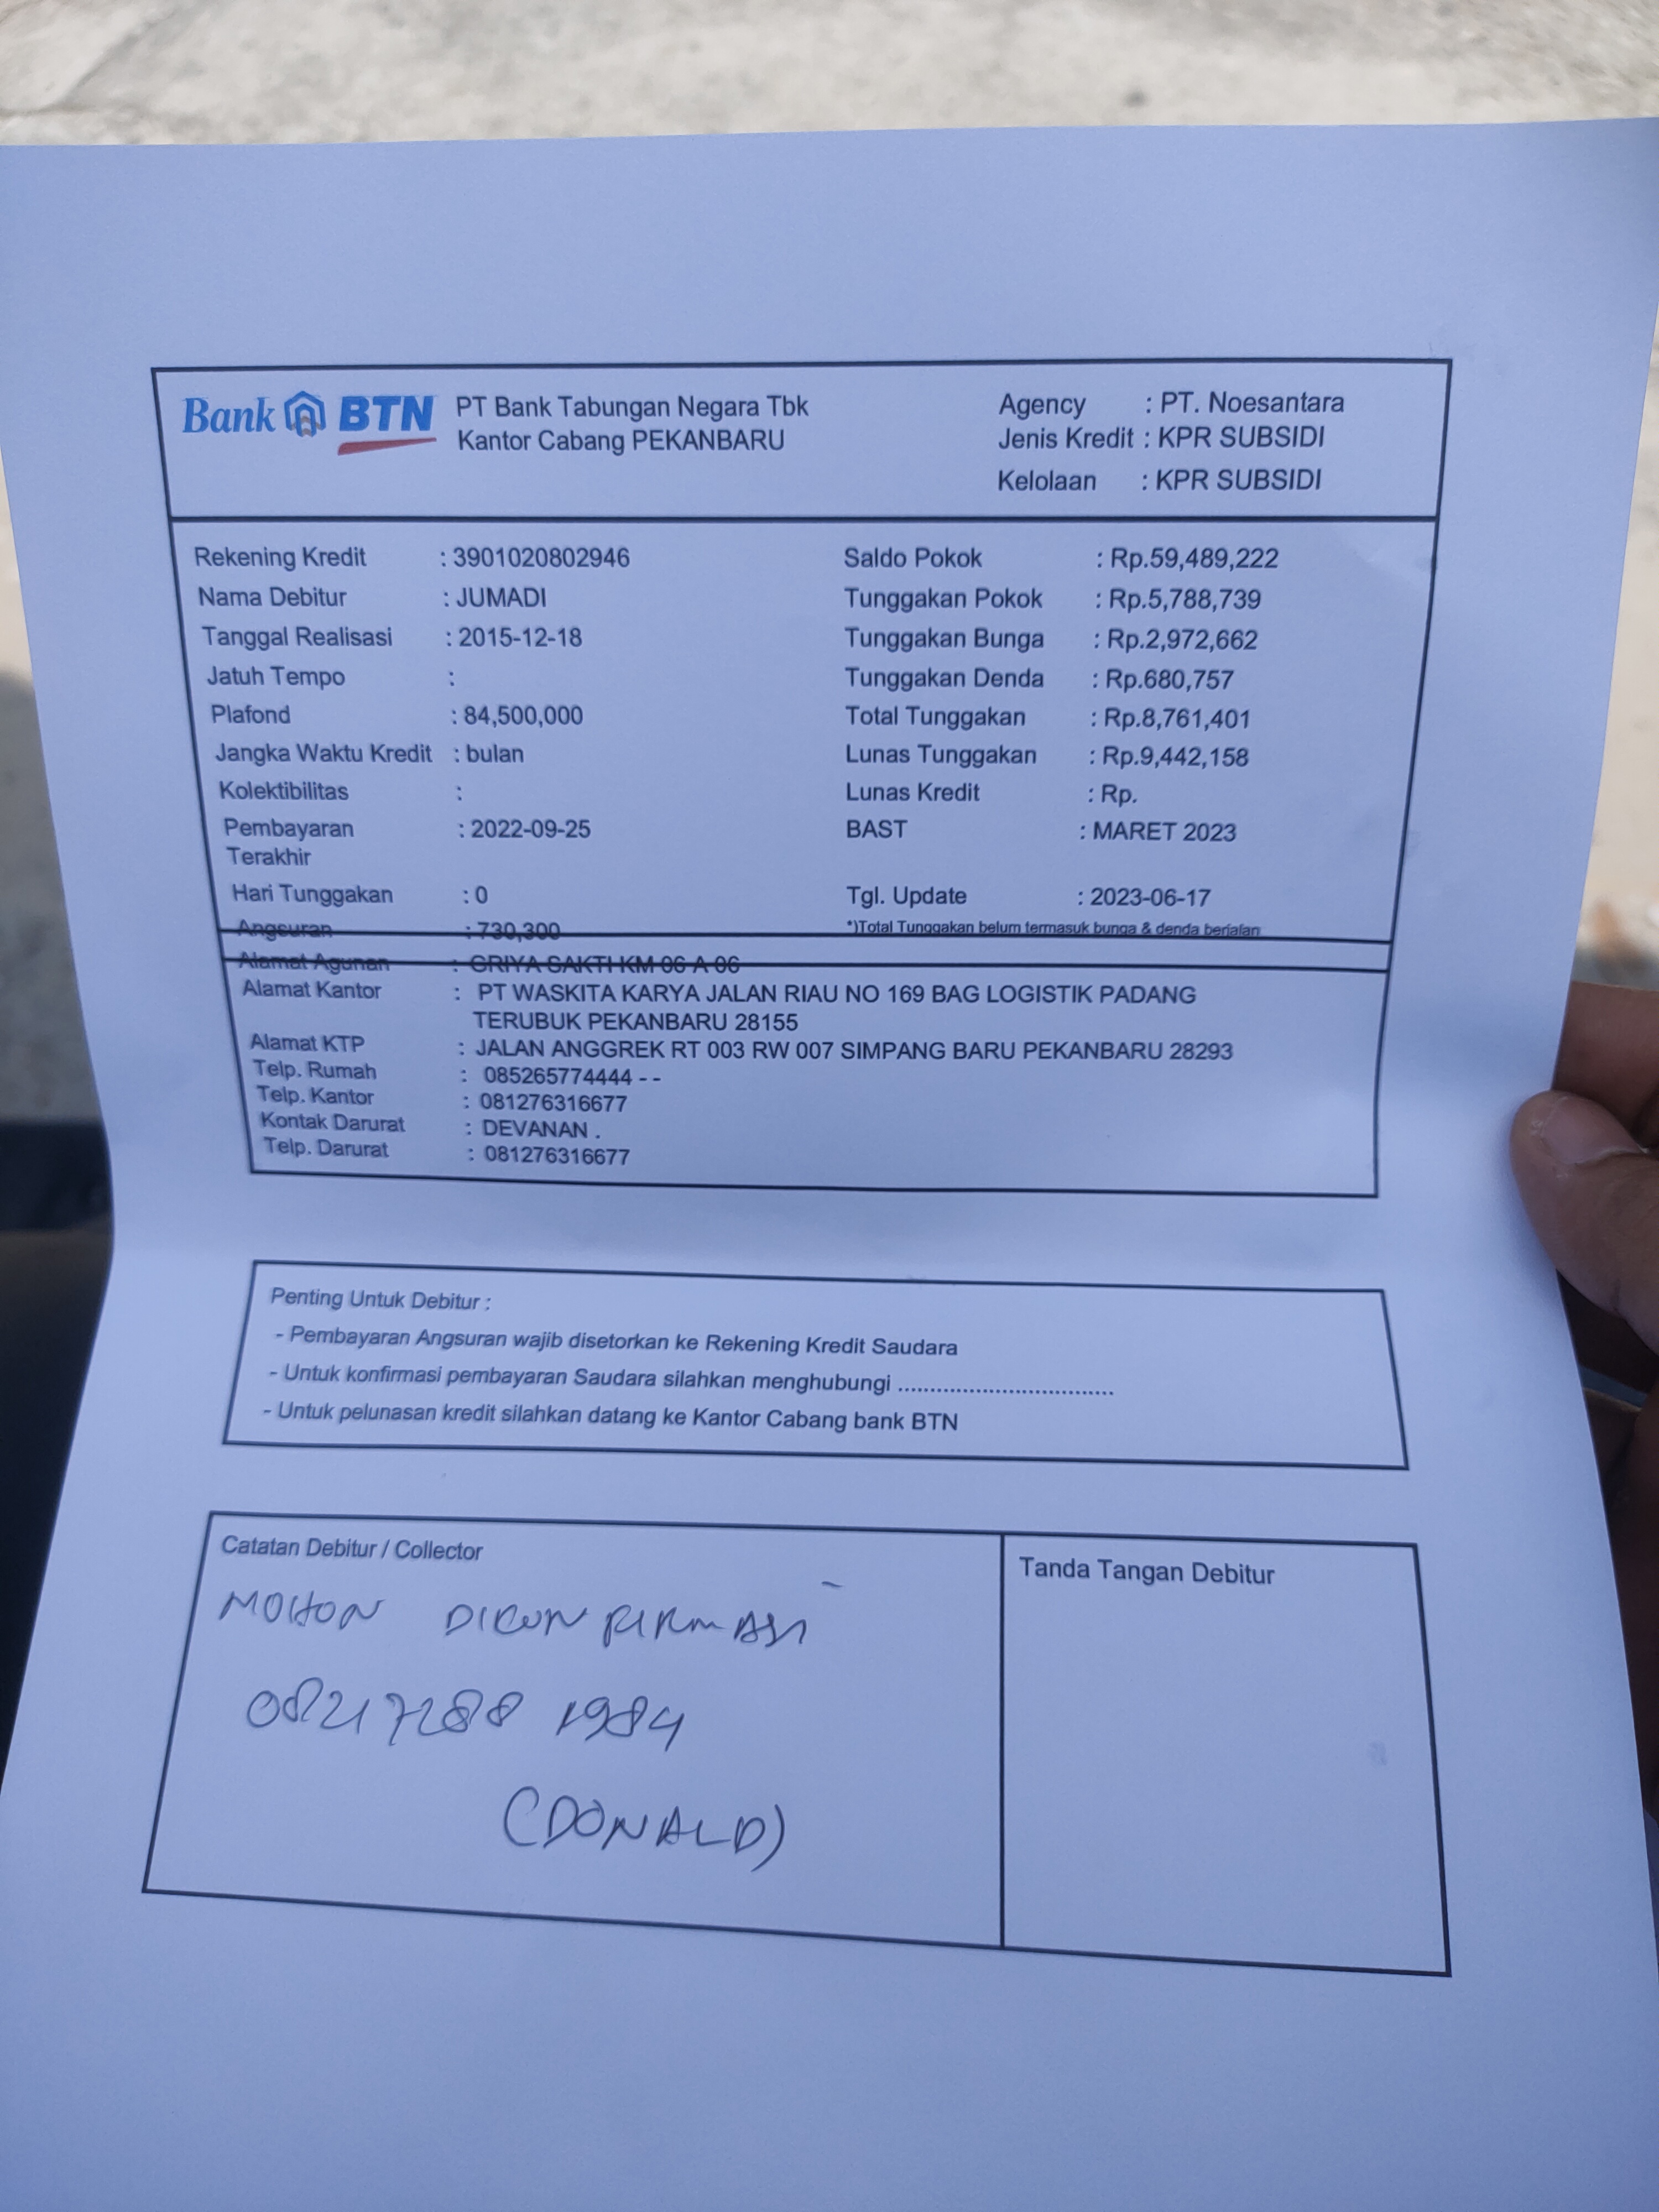 Bank BTN
PT Bank Tabungan Negara Tbk
Kantor Cabang PEKANBARU
Agency : PT. Noesantara
Jenis Kredit : KPR SUBSIDI
Kelolaan : KPR SUBSIDI
Rekening Kredit : 3901020802946
Nama Debitur : JUMADI
Tanggal Realisasi : 2015-12-18
Jatuh Tempo :
Plafond : 84,500,000
Jangka Waktu Kredit : bulan
Kolektibilitas :
Pembayaran : 2022-09-25
Terakhir
Hari Tunggakan : 0
Angsuran : 730,300
Saldo Pokok : Rp.59,489,222
Tunggakan Pokok : Rp.5,788,739
Tunggakan Bunga : Rp.2,972,662
Tunggakan Denda : Rp.680,757
Total Tunggakan : Rp.8,761,401
Lunas Tunggakan : Rp.9,442,158
Lunas Kredit : Rp.
BAST : MARET 2023
Tgl. Update : 2023-06-17
*)Total Tunggakan belum termasuk bunga & denda berjalan
Alamat Agunan : GRIYA SAKTI KM 06 A 06
Alamat Kantor : PT WASKITA KARYA JALAN RIAU NO 169 BAG LOGISTIK PADANG
TERUBUK PEKANBARU 28155
Alamat KTP : JALAN ANGGREK RT 003 RW 007 SIMPANG BARU PEKANBARU 28293
Telp. Rumah : 085265774444 - -
Telp. Kantor : 081276316677
Kontak Darurat : DEVANAN .
Telp. Darurat : 081276316677
Penting Untuk Debitur :
- Pembayaran Angsuran wajib disetorkan ke Rekening Kredit Saudara
- Untuk konfirmasi pembayaran Saudara silahkan menghubungi ..................................
- Untuk pelunasan kredit silahkan datang ke Kantor Cabang bank BTN
Catatan Debitur / Collector
MOHON DIKONFIRMASI
082172881984
(DONALD)
Tanda Tangan Debitur